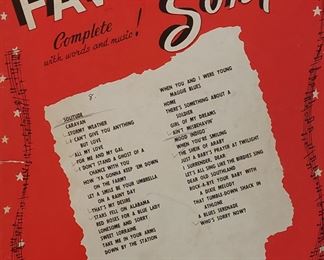 FAV
Complete
with words and music!
Song
8.
SOLITUDE
CARAVAN
STORMY WEATHER
I CAN'T GIVE YOU ANYTHING
BUT LOVE
ALL MY LOVE
FOR ME AND MY GAL
I DON'T STAND A GHOST OF A
CHANCE WITH YOU
HOW 'YA GONNA KEEP 'EM DOWN
ON THE FARM?
LET A SMILE BE YOUR UMBRELLA
ON A RAINY DAY
THAT'S MY DESIRE
STARS FELL ON ALABAMA
RED ROSES FOR A BLUE LADY
LONESOME AND SORRY
SWEET LORRAINE
TAKE ME IN YOUR ARMS
DOWN BY THE STATION
WHEN YOU AND I WERE YOUNG
MAGGIE BLUES
HOME
THERE'S SOMETHING ABOUT A
SOLDIER
GIRL OF MY DREAMS
AIN'T MISBEHAVIN'
MOOD INDIGO
WHEN YOU'RE SMILING
THE SHEIK OF ARABY
JUST A BABY'S PRAYER AT TWILIGHT
I SURRENDER, DEAR
LET'S ALL SING LIKE THE BIRDIES SING
DEAR OLD SOUTHLAND
ROCK-A-BYE YOUR BABY WITH
A DIXIE MELODY
THAT TUMBLE-DOWN SHACK IN
ATHLONE
A BLUES SERENADE
WHO'S SORRY NOW?